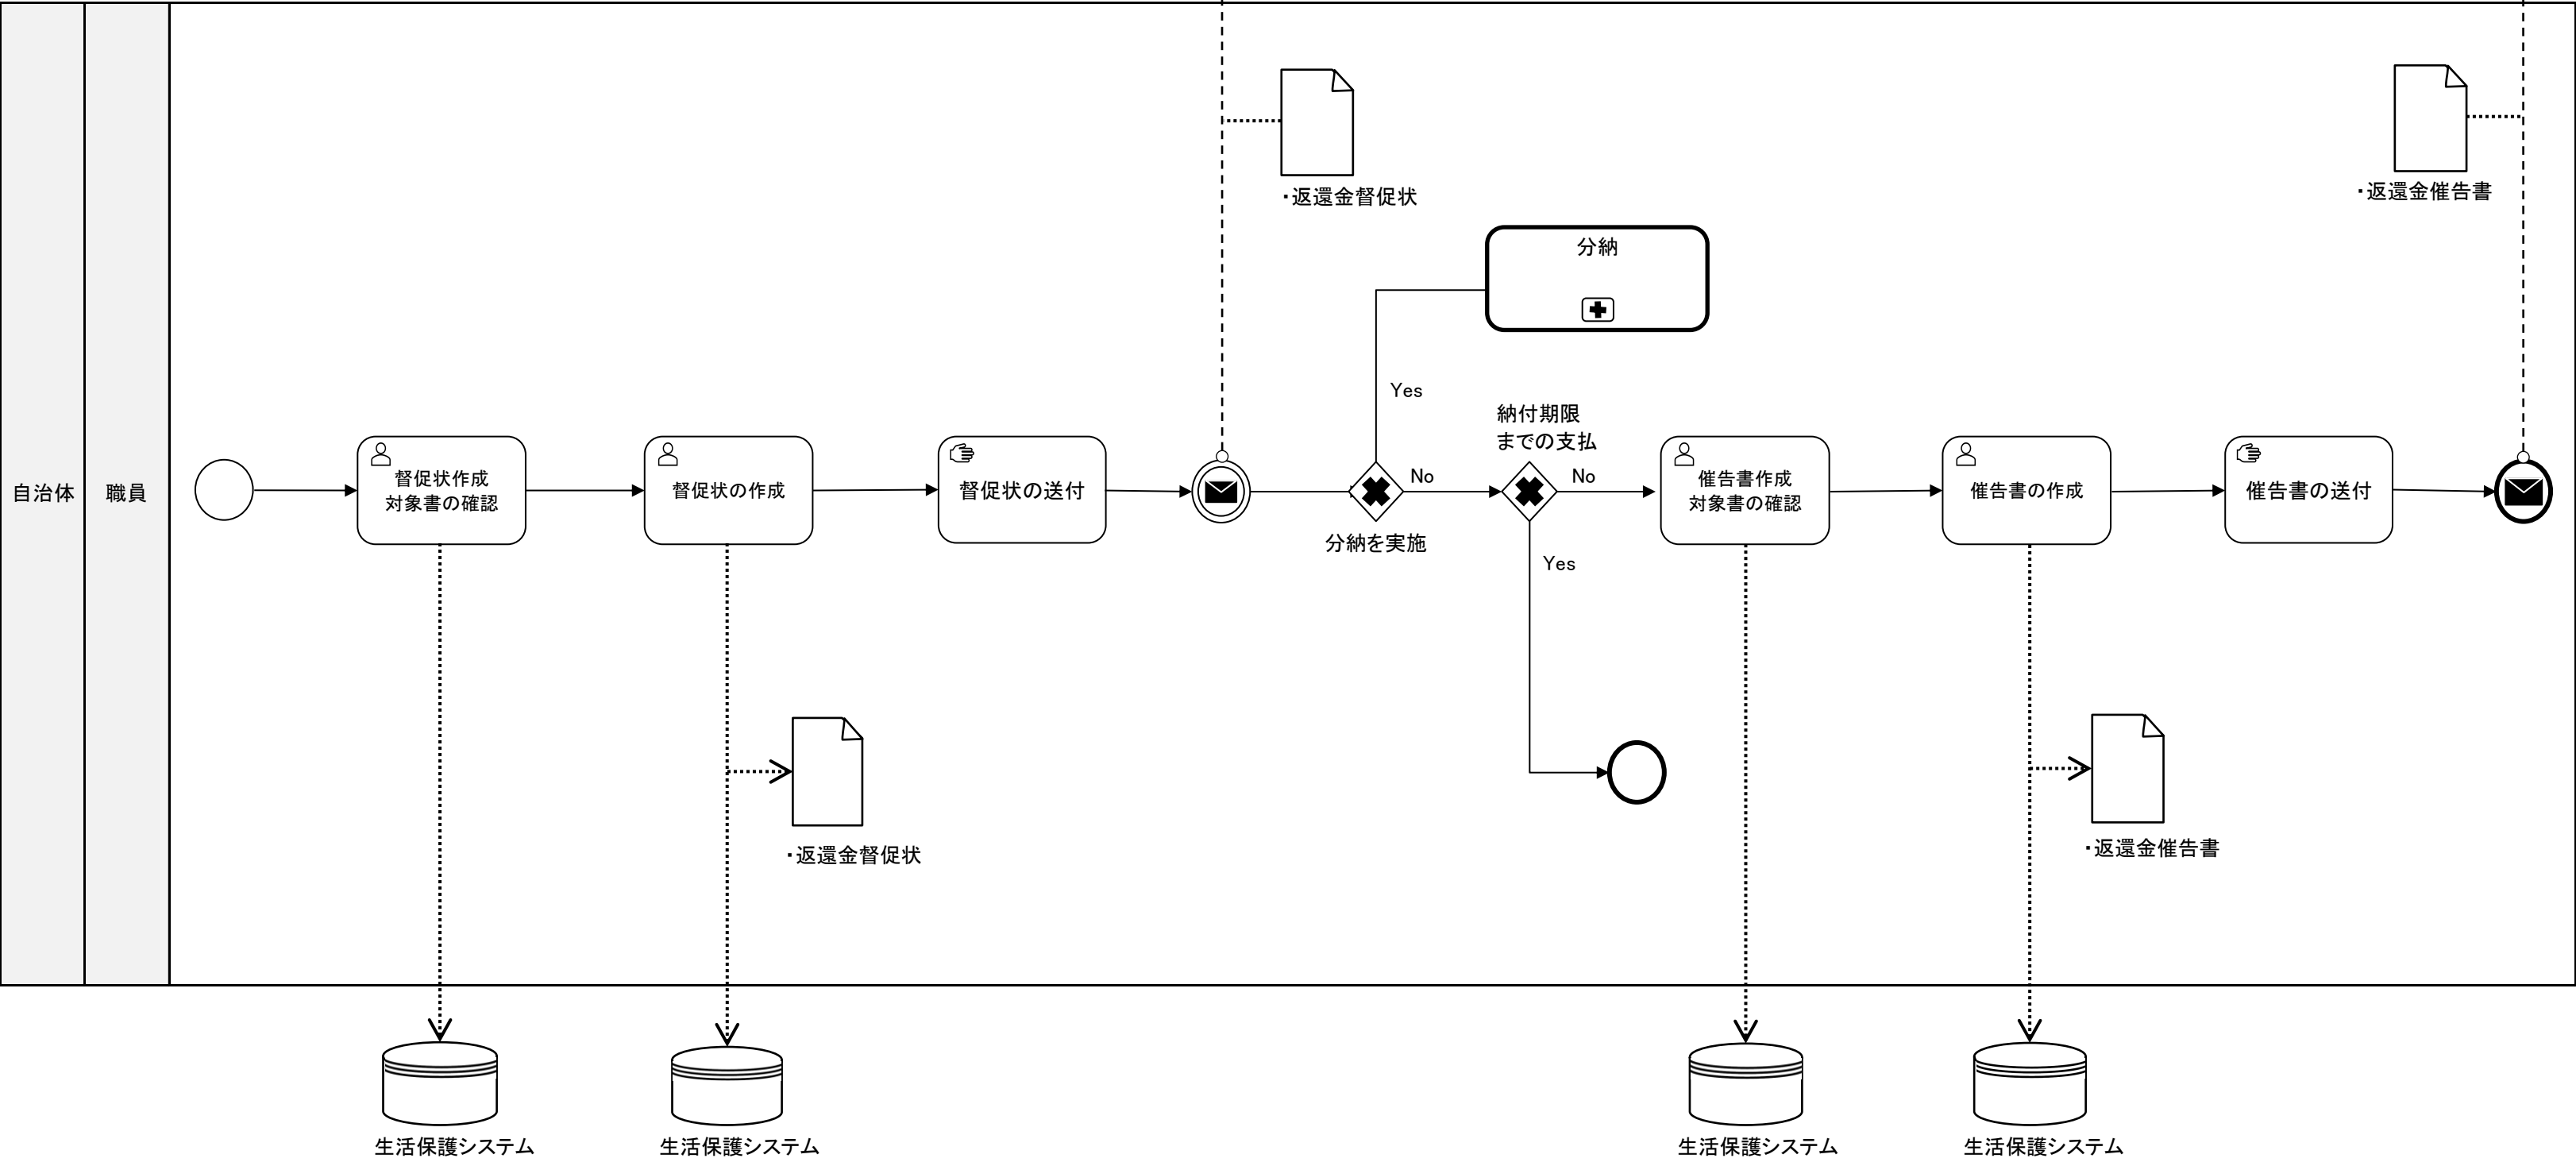 自治体
職員
・返還金督促状
・返還金催告書
分納
Yes
納付期限
までの支払
督促状作成
対象書の確認
督促状の作成
督促状の送付
分納を実施
No
No
Yes
催告書作成
対象書の確認
催告書の作成
催告書の送付
・返還金督促状
・返還金催告書
生活保護システム
生活保護システム
生活保護システム
生活保護システム